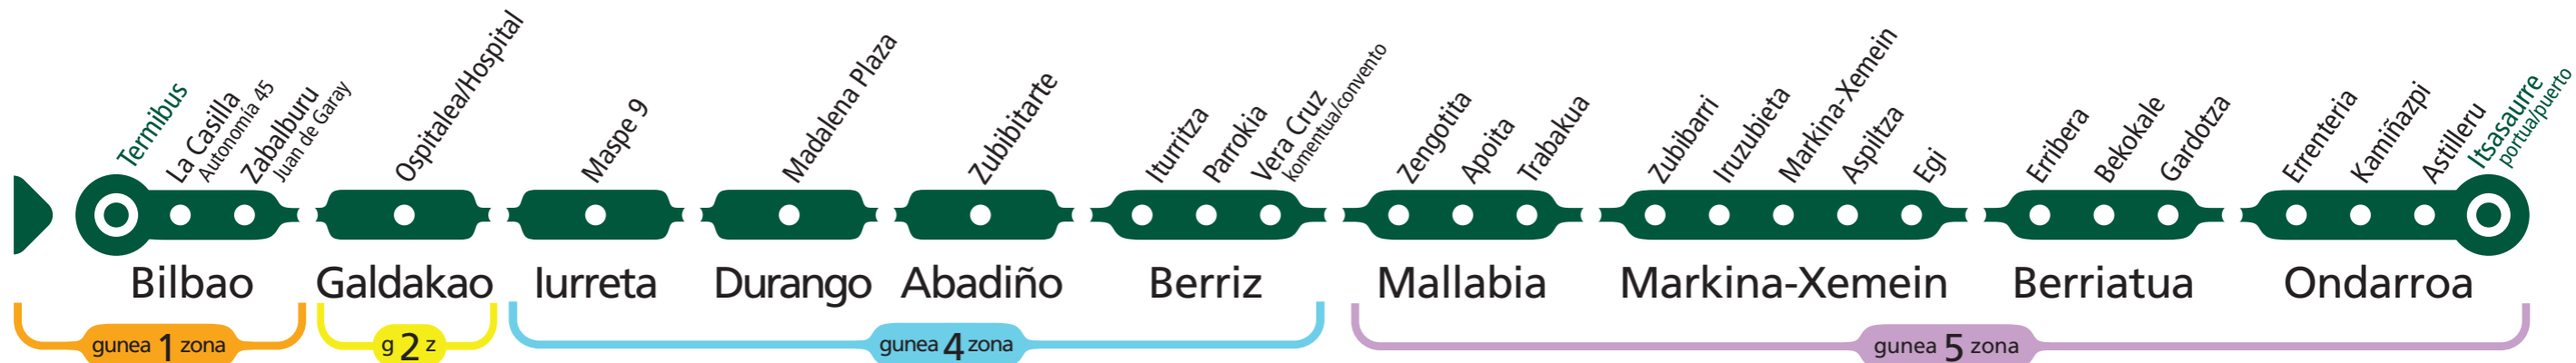 Termibus
La Casilla
Autonomía 45
Zabalburu
Juan de Garay
Ospitalea/Hospital
Maspe 9
Madalena Plaza
Zubibitarte
Iturritza
Parrokia
Vera Cruz
komentua/convento
Zengotita
Apoita
Trabakua
Zubibarri
Iruzubieta
Markina-Xemein
Aspiltza
Egi
Erribera
Bekokale
Gardotza
Errenteria
Kamiñazpi
Astilleru
Itsasaurre
portua/puerto
Bilbao
Galdakao
Iurreta
Durango
Abadiño
Berriz
Mallabia
Markina-Xemein
Berriatua
Ondarroa
gunea 1 zona
g 2 z
gunea 4 zona
gunea 5 zona